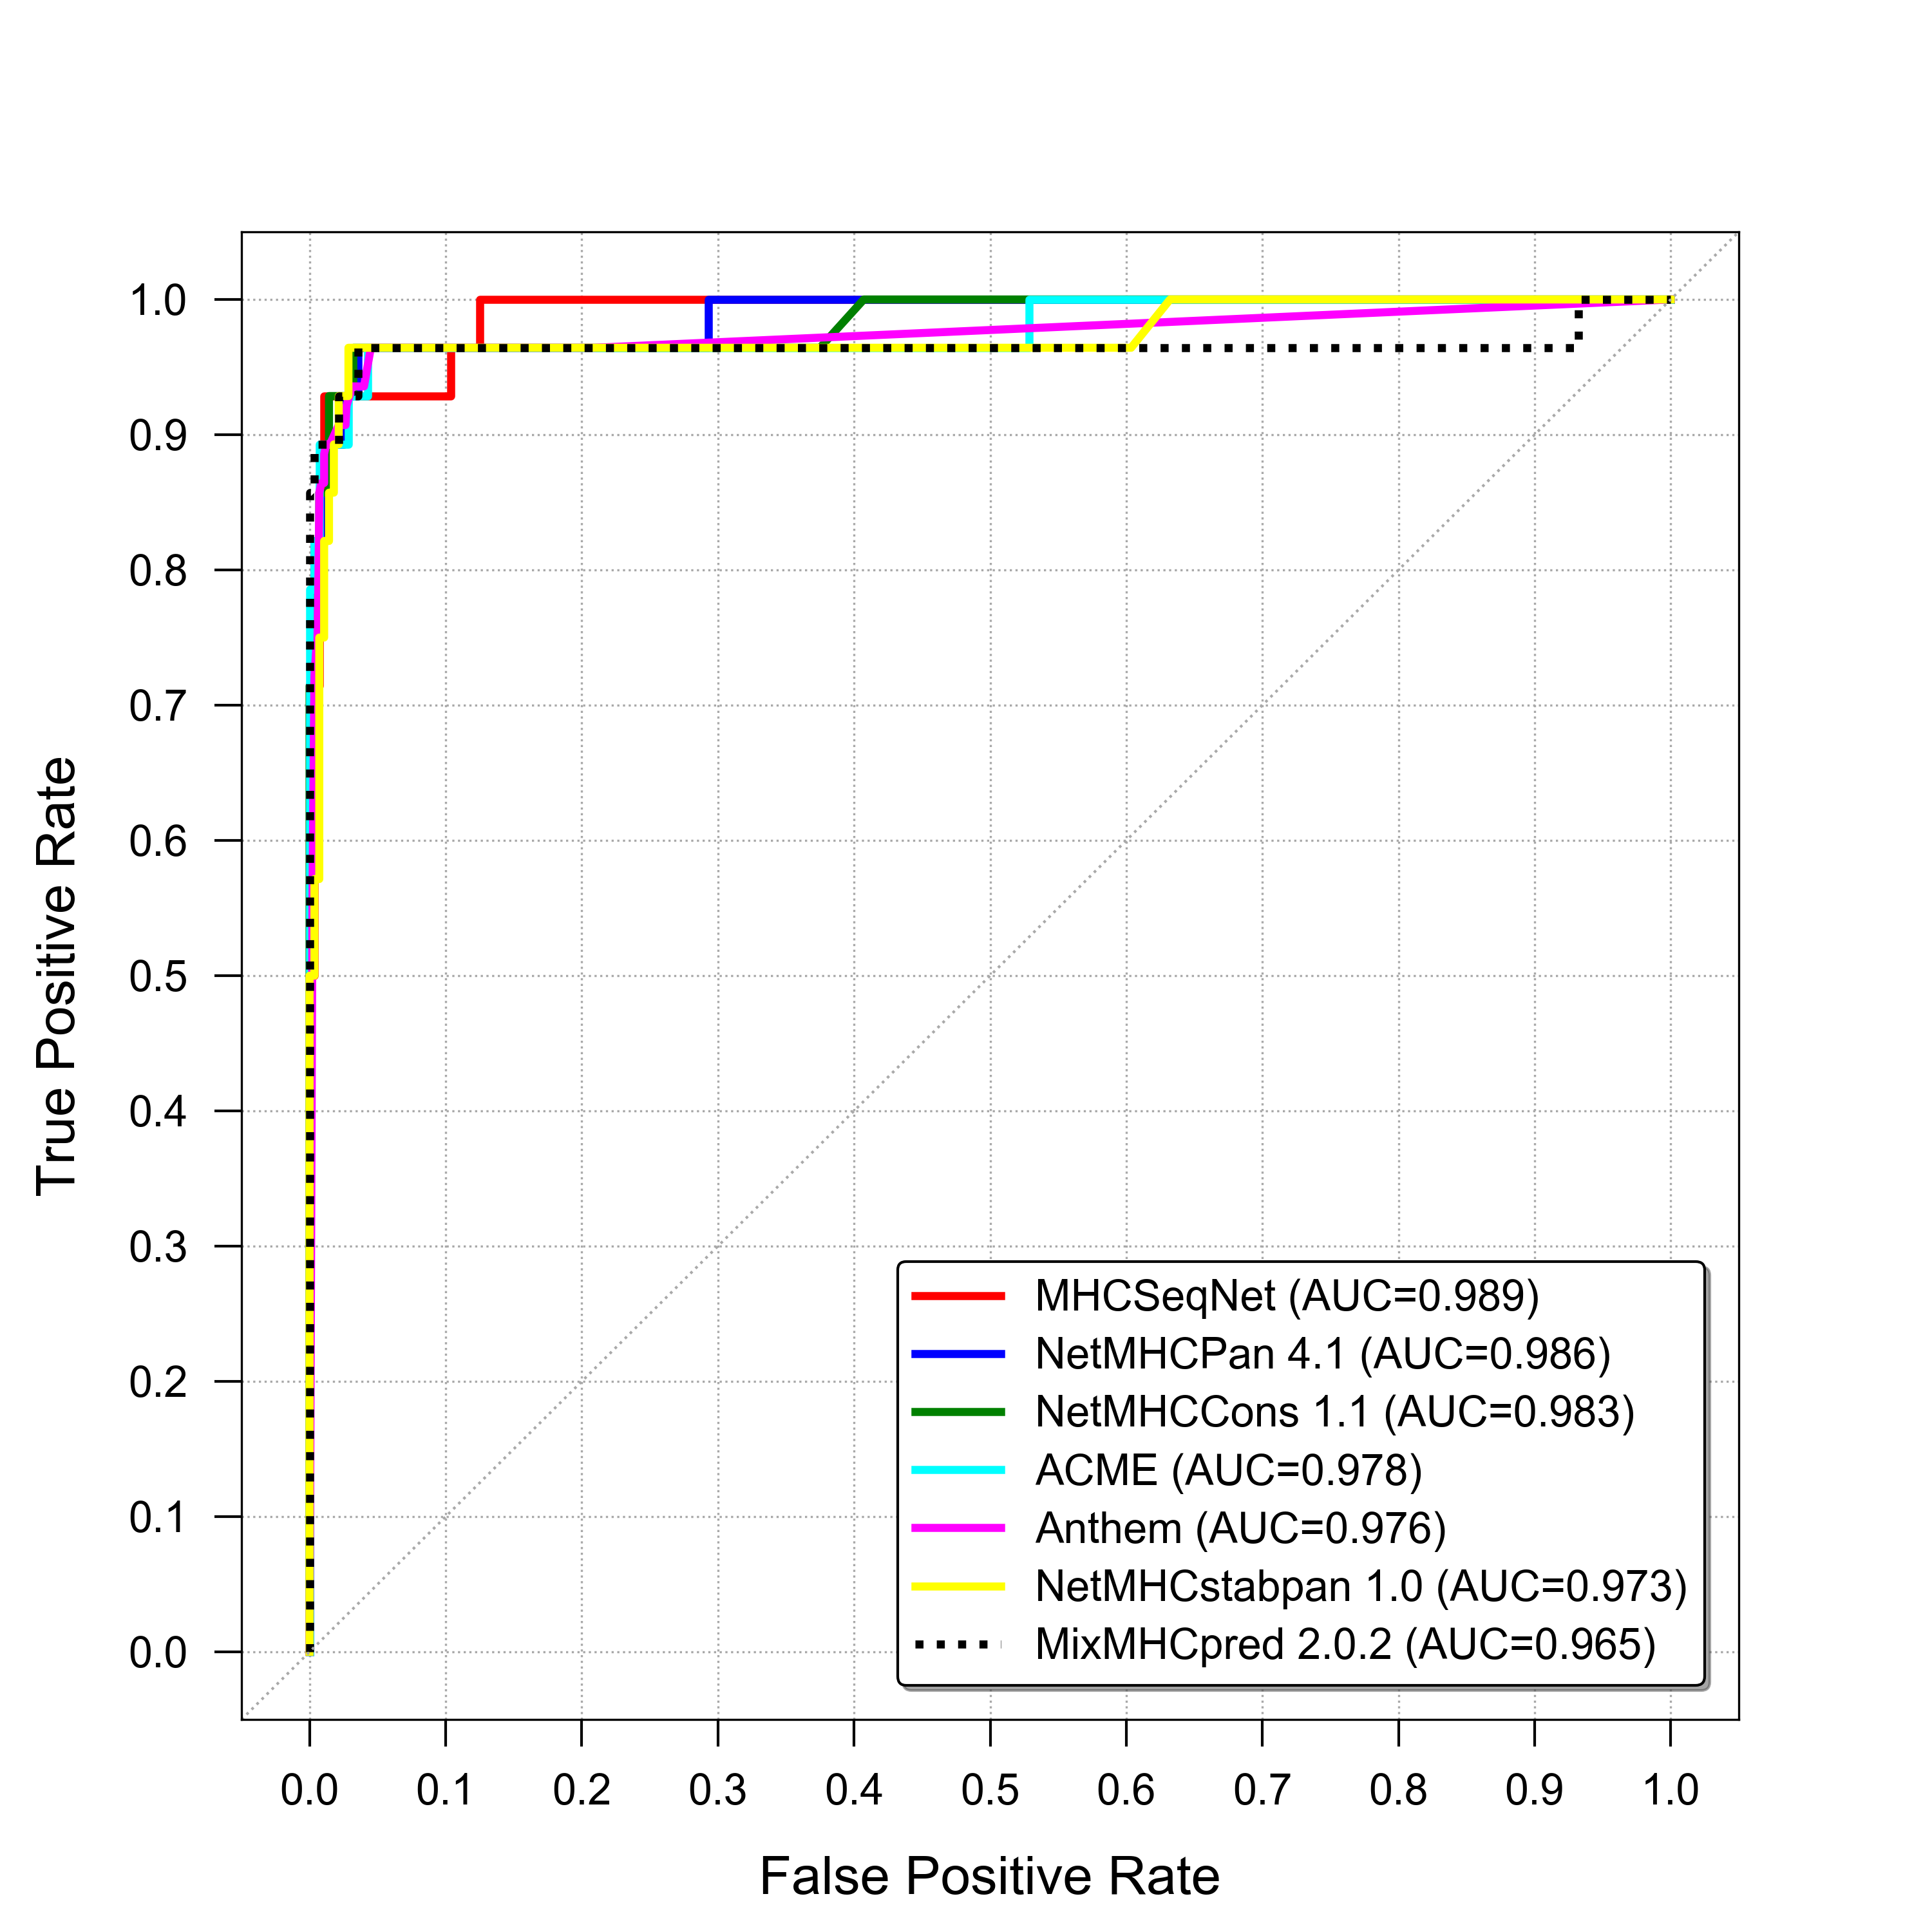 1.0
0.9
0.8
0.7
0.6
0.5
0.4
0.3
0.2
0.1
0.0
True Positive Rate
MHCSeqNet (AUC=0.989)
NetMHCPan 4.1 (AUC=0.986)
NetMHCCons 1.1 (AUC=0.983)
ACME (AUC=0.978)
Anthem (AUC=0.976)
NetMHCstabpan 1.0 (AUC=0.973)
MixMHCpred 2.0.2 (AUC=0.965)
0.0 0.1 0.2 0.3 0.4 0.5 0.6 0.7 0.8 0.9 1.0
False Positive Rate